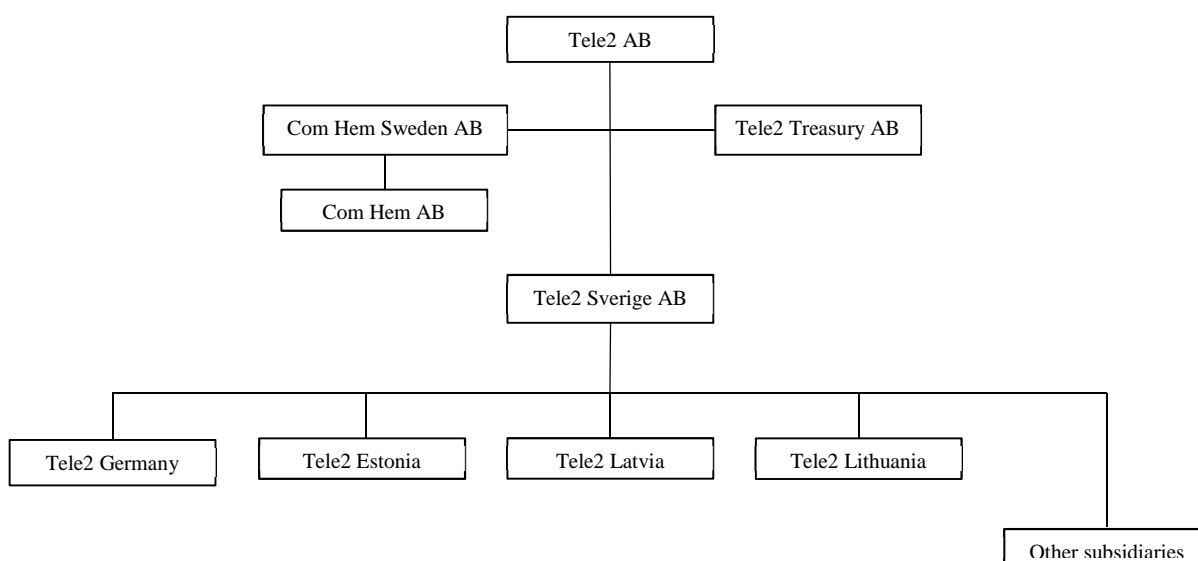 Tele2 AB
Com Hem Sweden AB
Tele2 Treasury AB
Com Hem AB
Tele2 Sverige AB
Tele2 Germany
Tele2 Estonia
Tele2 Latvia
Tele2 Lithuania
Other subsidiaries